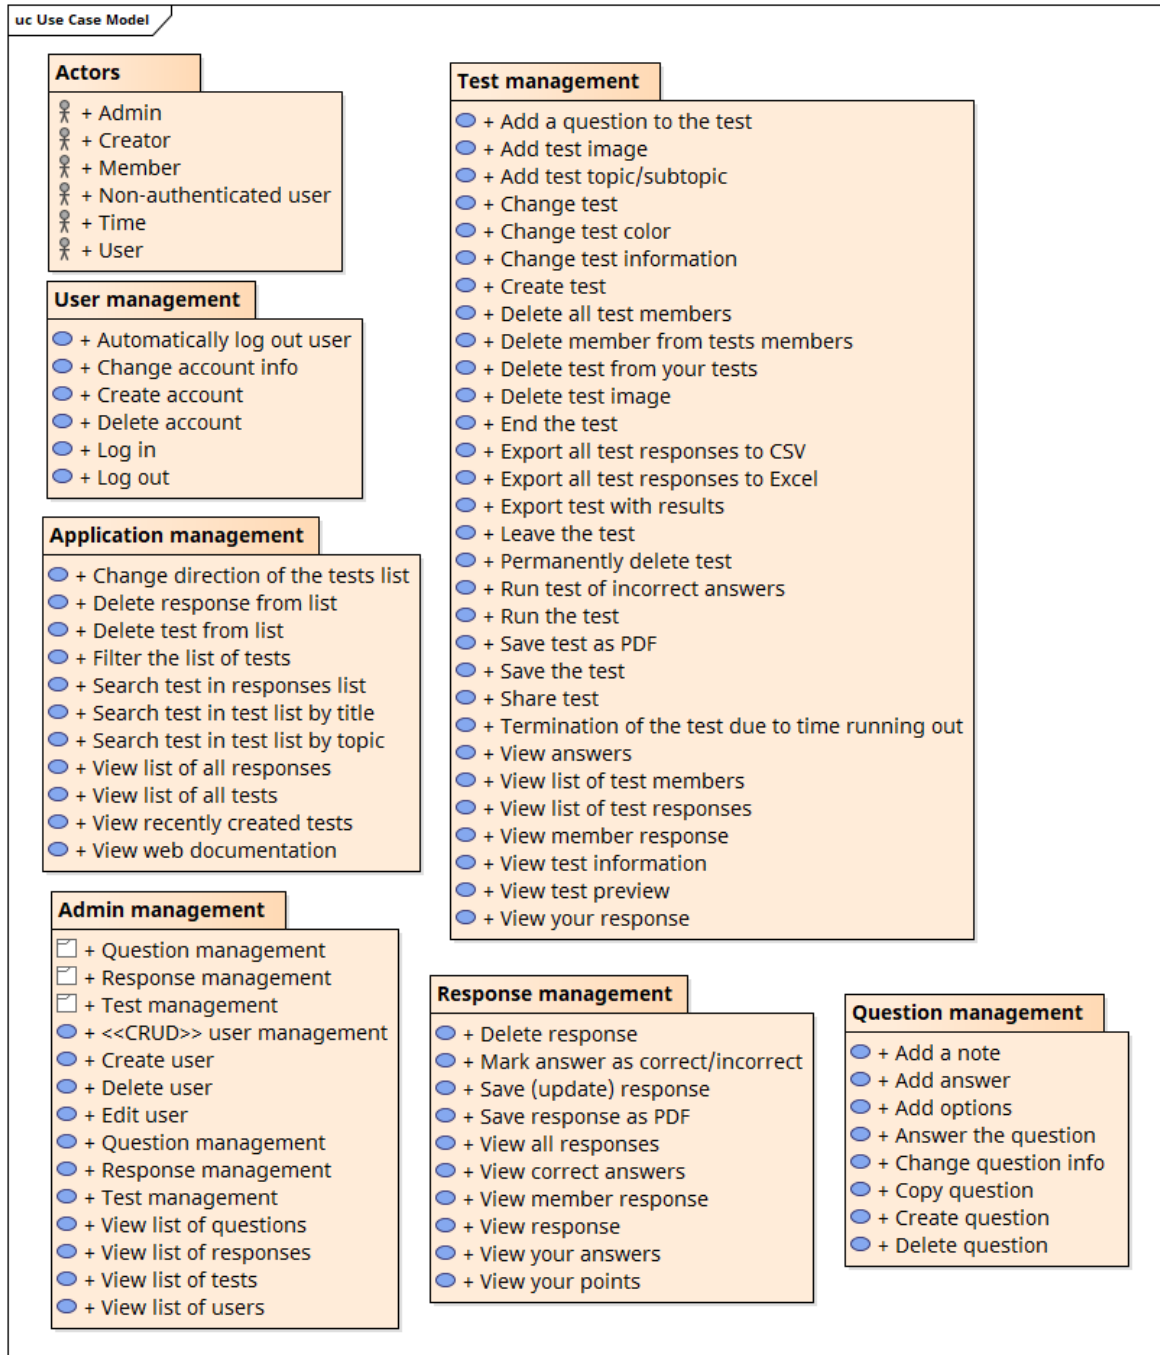 uc Use Case Model
Actors
+ Admin
+ Creator
+ Member
+ Non-authenticated user
+ Time
+ User
User management
+ Automatically log out user
+ Change account info
+ Create account
+ Delete account
+ Log in
+ Log out
Application management
+ Change direction of the tests list
+ Delete response from list
+ Delete test from list
+ Filter the list of tests
+ Search test in responses list
+ Search test in test list by title
+ Search test in test list by topic
+ View list of all responses
+ View list of all tests
+ View recently created tests
+ View web documentation
Admin management
+ Question management
+ Response management
+ Test management
+ <<CRUD>> user management
+ Create user
+ Delete user
+ Edit user
+ Question management
+ Response management
+ Test management
+ View list of questions
+ View list of responses
+ View list of tests
+ View list of users
Test management
+ Add a question to the test
+ Add test image
+ Add test topic/subtopic
+ Change test
+ Change test color
+ Change test information
+ Create test
+ Delete all test members
+ Delete member from tests members
+ Delete test from your tests
+ Delete test image
+ End the test
+ Export all test responses to CSV
+ Export all test responses to Excel
+ Export test with results
+ Leave the test
+ Permanently delete test
+ Run test of incorrect answers
+ Run the test
+ Save test as PDF
+ Save the test
+ Share test
+ Termination of the test due to time running out
+ View answers
+ View list of test members
+ View list of test responses
+ View member response
+ View test information
+ View test preview
+ View your response
Response management
+ Delete response
+ Mark answer as correct/incorrect
+ Save (update) response
+ Save response as PDF
+ View all responses
+ View correct answers
+ View member response
+ View response
+ View your answers
+ View your points
Question management
+ Add a note
+ Add answer
+ Add options
+ Answer the question
+ Change question info
+ Copy question
+ Create question
+ Delete question